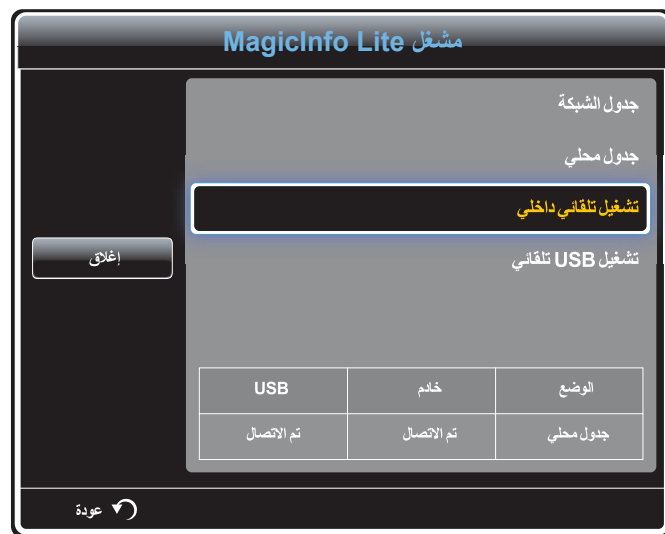 مشغل MagicInfo Lite
جدول الشبكة
جدول محلي
تشغيل تلقائي داخلي
تشغيل USB تلقائي
إغلاق
الوضع خادم USB
جدول محلي تم الاتصال تم الاتصال
عودة